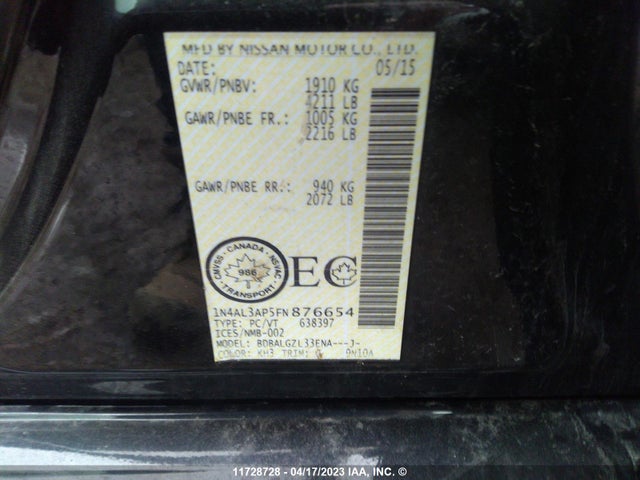 MFD BY NISSAN MOTOR CO., LTD.
DATE: 05/15
GVWR/PNBV: 1910 KG
4211 LB
GAWR/PNBE FR.: 1005 KG
2216 LB
GAWR/PNBE RR.: 940 KG
2072 LB
CMVSS · CANADA · NSVAC
986
EC
1N4AL3AP5FN876654
TYPE: PC/VT 638397
ICES/NMB-002
MODEL: BDBALGZL33ENA---J-
COLOR: KH3 TRIM: G 9N10A
11728728 - 04/17/2023 IAA, INC. ©